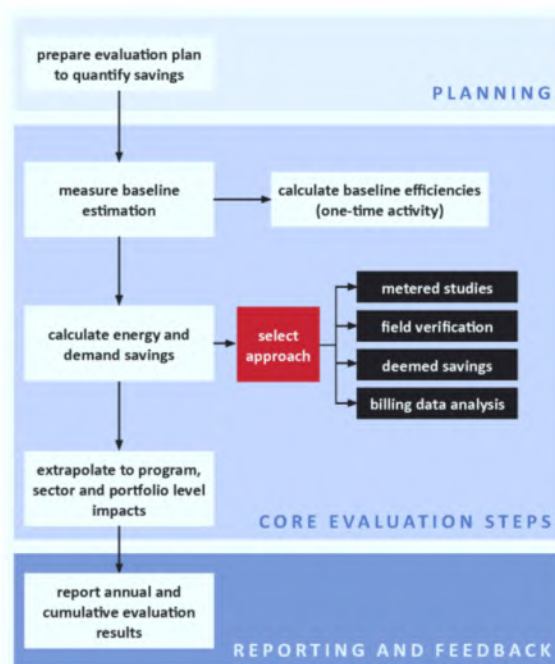 prepare evaluation plan
to quantify savings
PLANNING
measure baseline
estimation
calculate baseline efficiencies
(one-time activity)
calculate energy and
demand savings
select
approach
metered studies
field verification
deemed savings
billing data analysis
extrapolate to program,
sector and portfolio level
impacts
CORE EVALUATION STEPS
report annual and
cumulative evaluation
results
REPORTING AND FEEDBACK